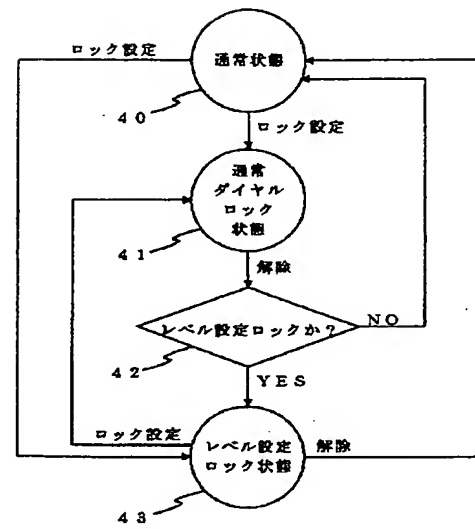 ロック設定
通常状態
40
ロック設定
通常
ダイヤル
ロック
状態
41
解除
レベル設定ロックか?
NO
42
YES
ロック設定
レベル設定
ロック状態
解除
43